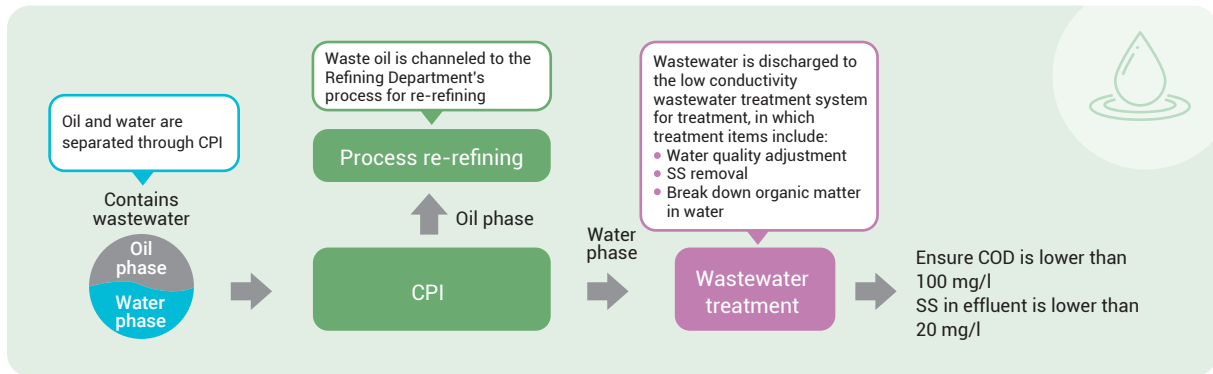 Oil and water are
separated through CPI
Contains
wastewater
Oil
phase
Water
phase
Waste oil is channeled to the
Refining Department's
process for re-refining
Process re-refining
Oil phase
CPI
Water
phase
Wastewater is discharged to
the low conductivity
wastewater treatment system
for treatment, in which
treatment items include:
● Water quality adjustment
● SS removal
● Break down organic matter
in water
Wastewater
treatment
Ensure COD is lower than
100 mg/l
SS in effluent is lower than
20 mg/l